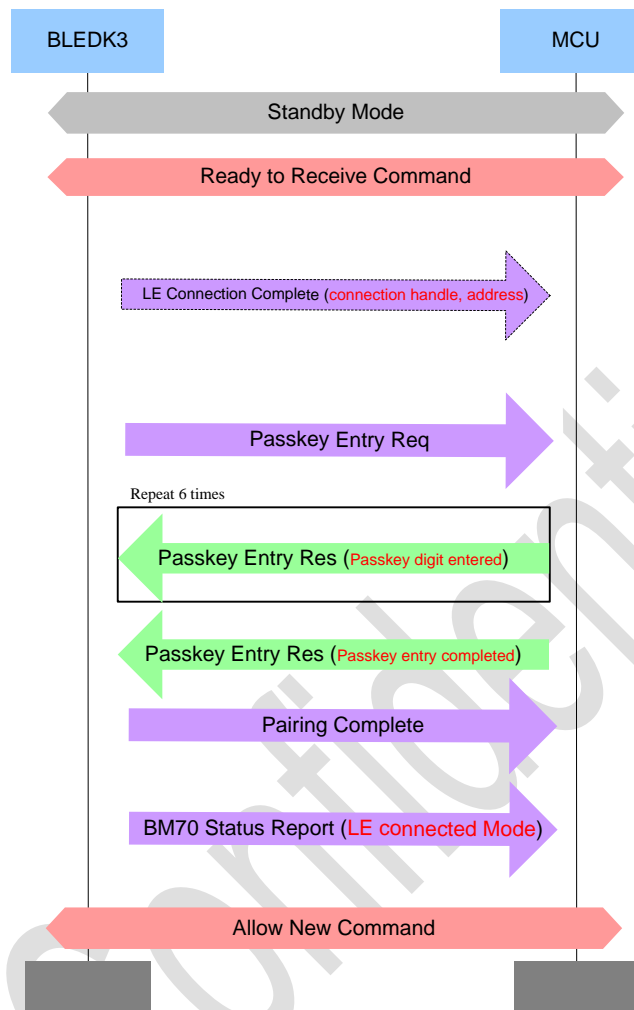 BLEDK3
MCU
Standby Mode
Ready to Receive Command
LE Connection Complete (connection handle, address)
Passkey Entry Req
Repeat 6 times
Passkey Entry Res (Passkey digit entered)
Passkey Entry Res (Passkey entry completed)
Pairing Complete
BM70 Status Report (LE connected Mode)
Allow New Command